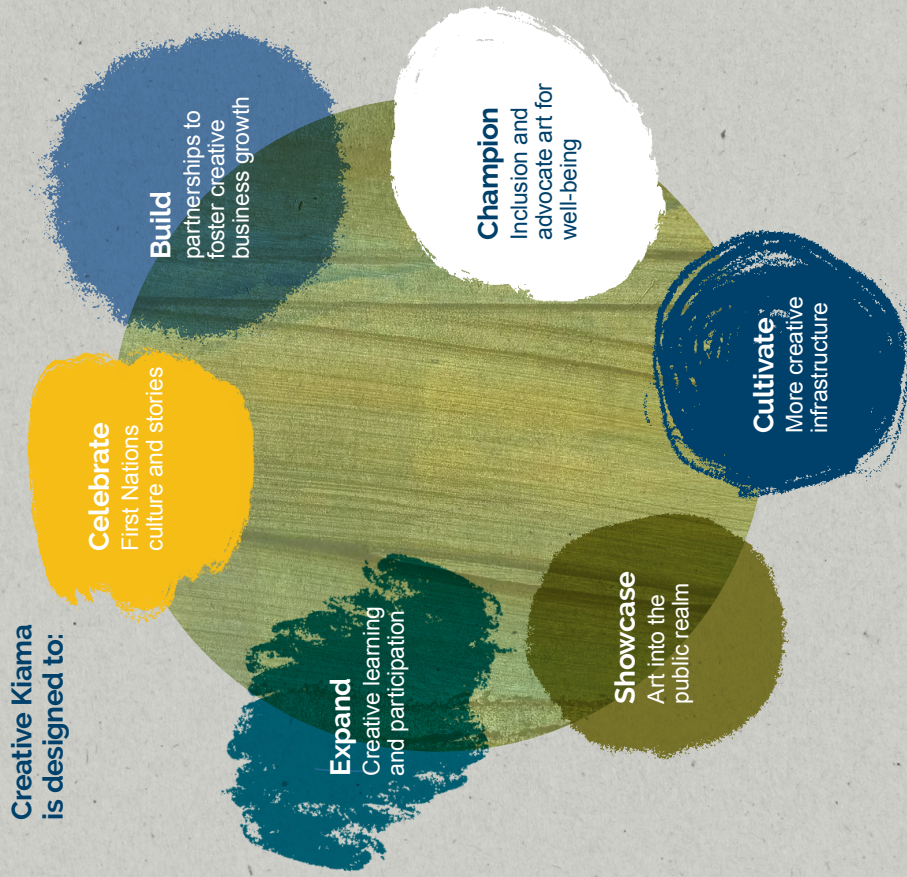 Creative Kiama
is designed to:
Celebrate
First Nations
culture and stories
Build
partnerships to
foster creative
business growth
Champion
Inclusion and
advocate art for
well-being
Cultivate
More creative
infrastructure
Showcase
Art into the
public realm
Expand
Creative learning
and participation